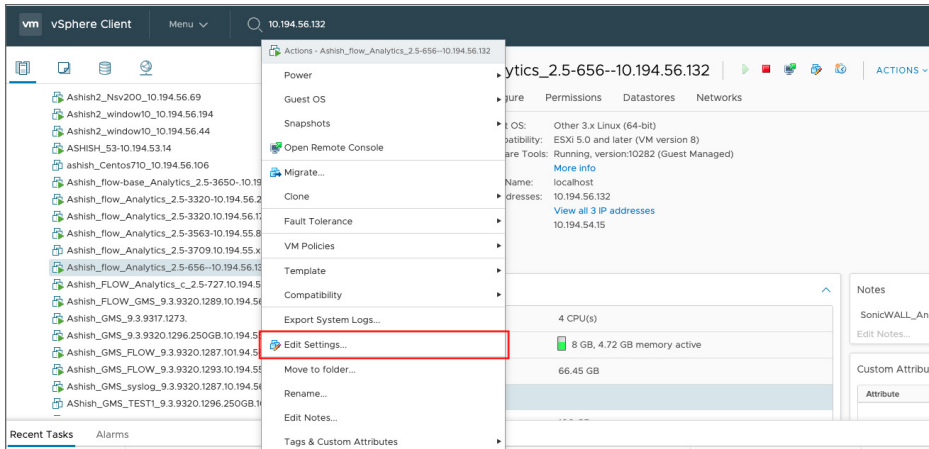 vm vSphere Client Menu 10.194.56.132
Actions - Ashish_flow_Analytics_2.5-656--10.194.56.132
Power
Guest OS
Snapshots
Open Remote Console
Migrate...
Clone
Fault Tolerance
VM Policies
Template
Compatibility
Export System Logs...
Edit Settings...
Move to folder...
Rename...
Edit Notes...
Tags & Custom Attributes
Ashish2_Nsv200_10.194.56.69
Ashish2_window10_10.194.56.194
Ashish2_window10_10.194.56.44
ASHISH_53-10.194.53.14
ashish_Centos710_10.194.56.106
Ashish_flow-base_Analytics_2.5-3650-.10.19
Ashish_flow_Analytics_2.5-3320-10.194.56.2
Ashish_flow_Analytics_2.5-3320.10.194.56.17
Ashish_flow_Analytics_2.5-3563-10.194.55.8
Ashish_flow_Analytics_2.5-3709.10.194.55.x
Ashish_flow_Analytics_2.5-656--10.194.56.13
Ashish_FLOW_Analytics_c_2.5-727.10.194.5
Ashish_FLOW_GMS_9.3.9320.1289.10.194.56
Ashish_GMS_9.3.9317.1273.
Ashish_GMS_9.3.9320.1296.250GB.10.194.55
Ashish_GMS_FLOW_9.3.9320.1287.101.94.5
Ashish_GMS_FLOW_9.3.9320.1293.10.194.55
Ashish_GMS_syslog_9.3.9320.1287.10.194.56
AShish_GMS_TEST1_9.3.9320.1296.250GB.1
ytics_2.5-656--10.194.56.132 ACTIONS
gure Permissions Datastores Networks
t OS: Other 3.x Linux (64-bit)
patibility: ESXi 5.0 and later (VM version 8)
are Tools: Running, version:10282 (Guest Managed)
More info
Name: localhost
dresses: 10.194.56.132
View all 3 IP addresses
10.194.54.15
4 CPU(s)
8 GB, 4.72 GB memory active
66.45 GB
Notes
SonicWALL_An
Edit Notes...
Custom Attribu
Attribute
Recent Tasks Alarms